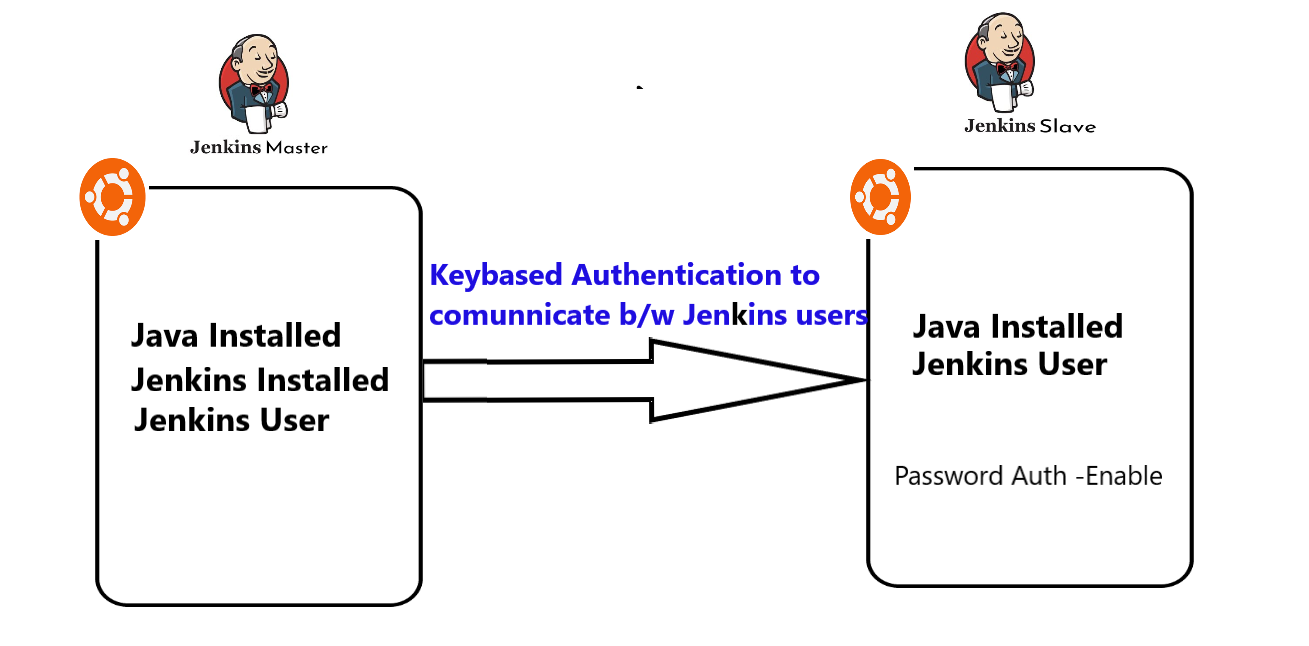 Jenkins Master
Jenkins Slave
Keybased Authentication to
comunnicate b/w Jenkins users
Java Installed
Jenkins Installed
Jenkins User
Java Installed
Jenkins User
Password Auth -Enable